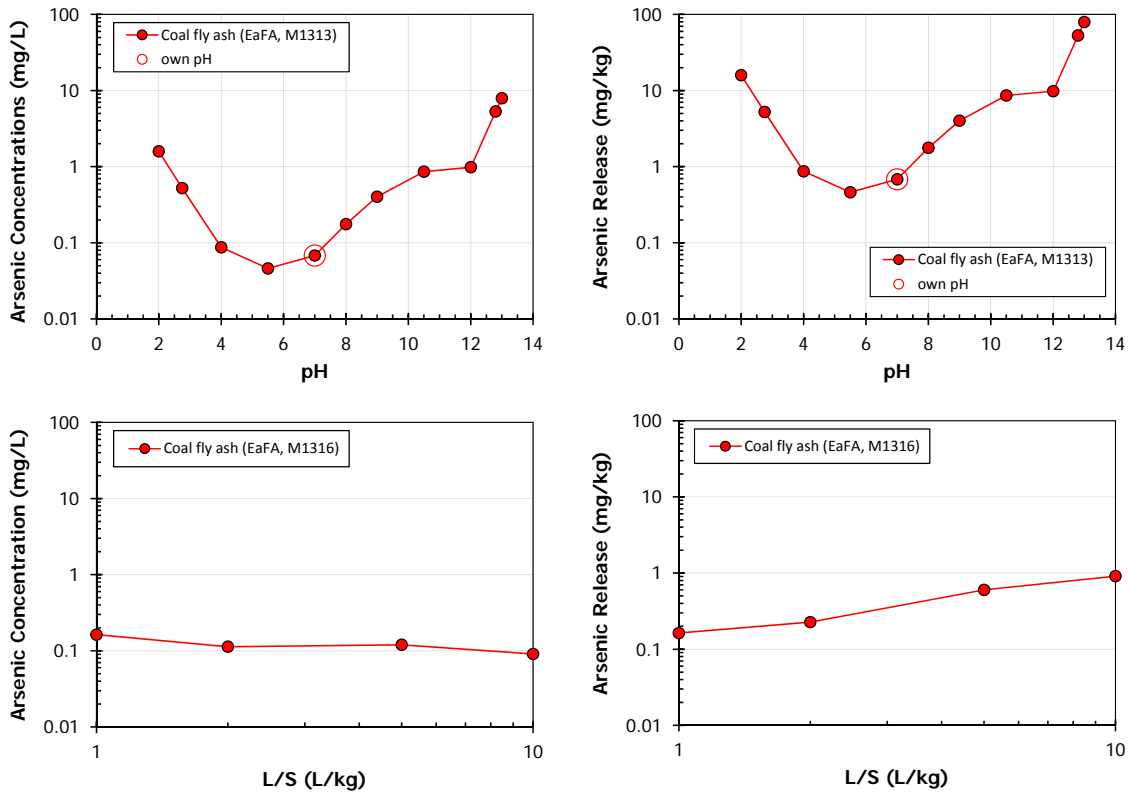 Arsenic Concentrations (mg/L)
100
10
1
0.1
0.01
Coal fly ash (EaFA, M1313)
own pH
0 2 4 6 8 10 12 14
pH
Arsenic Release (mg/kg)
100
10
1
0.1
0.01
Coal fly ash (EaFA, M1313)
own pH
0 2 4 6 8 10 12 14
pH
Arsenic Concentration (mg/L)
100
10
1
0.1
0.01
Coal fly ash (EaFA, M1316)
1 10
L/S (L/kg)
Arsenic Release (mg/kg)
100
10
1
0.1
0.01
Coal fly ash (EaFA, M1316)
1 10
L/S (L/kg)